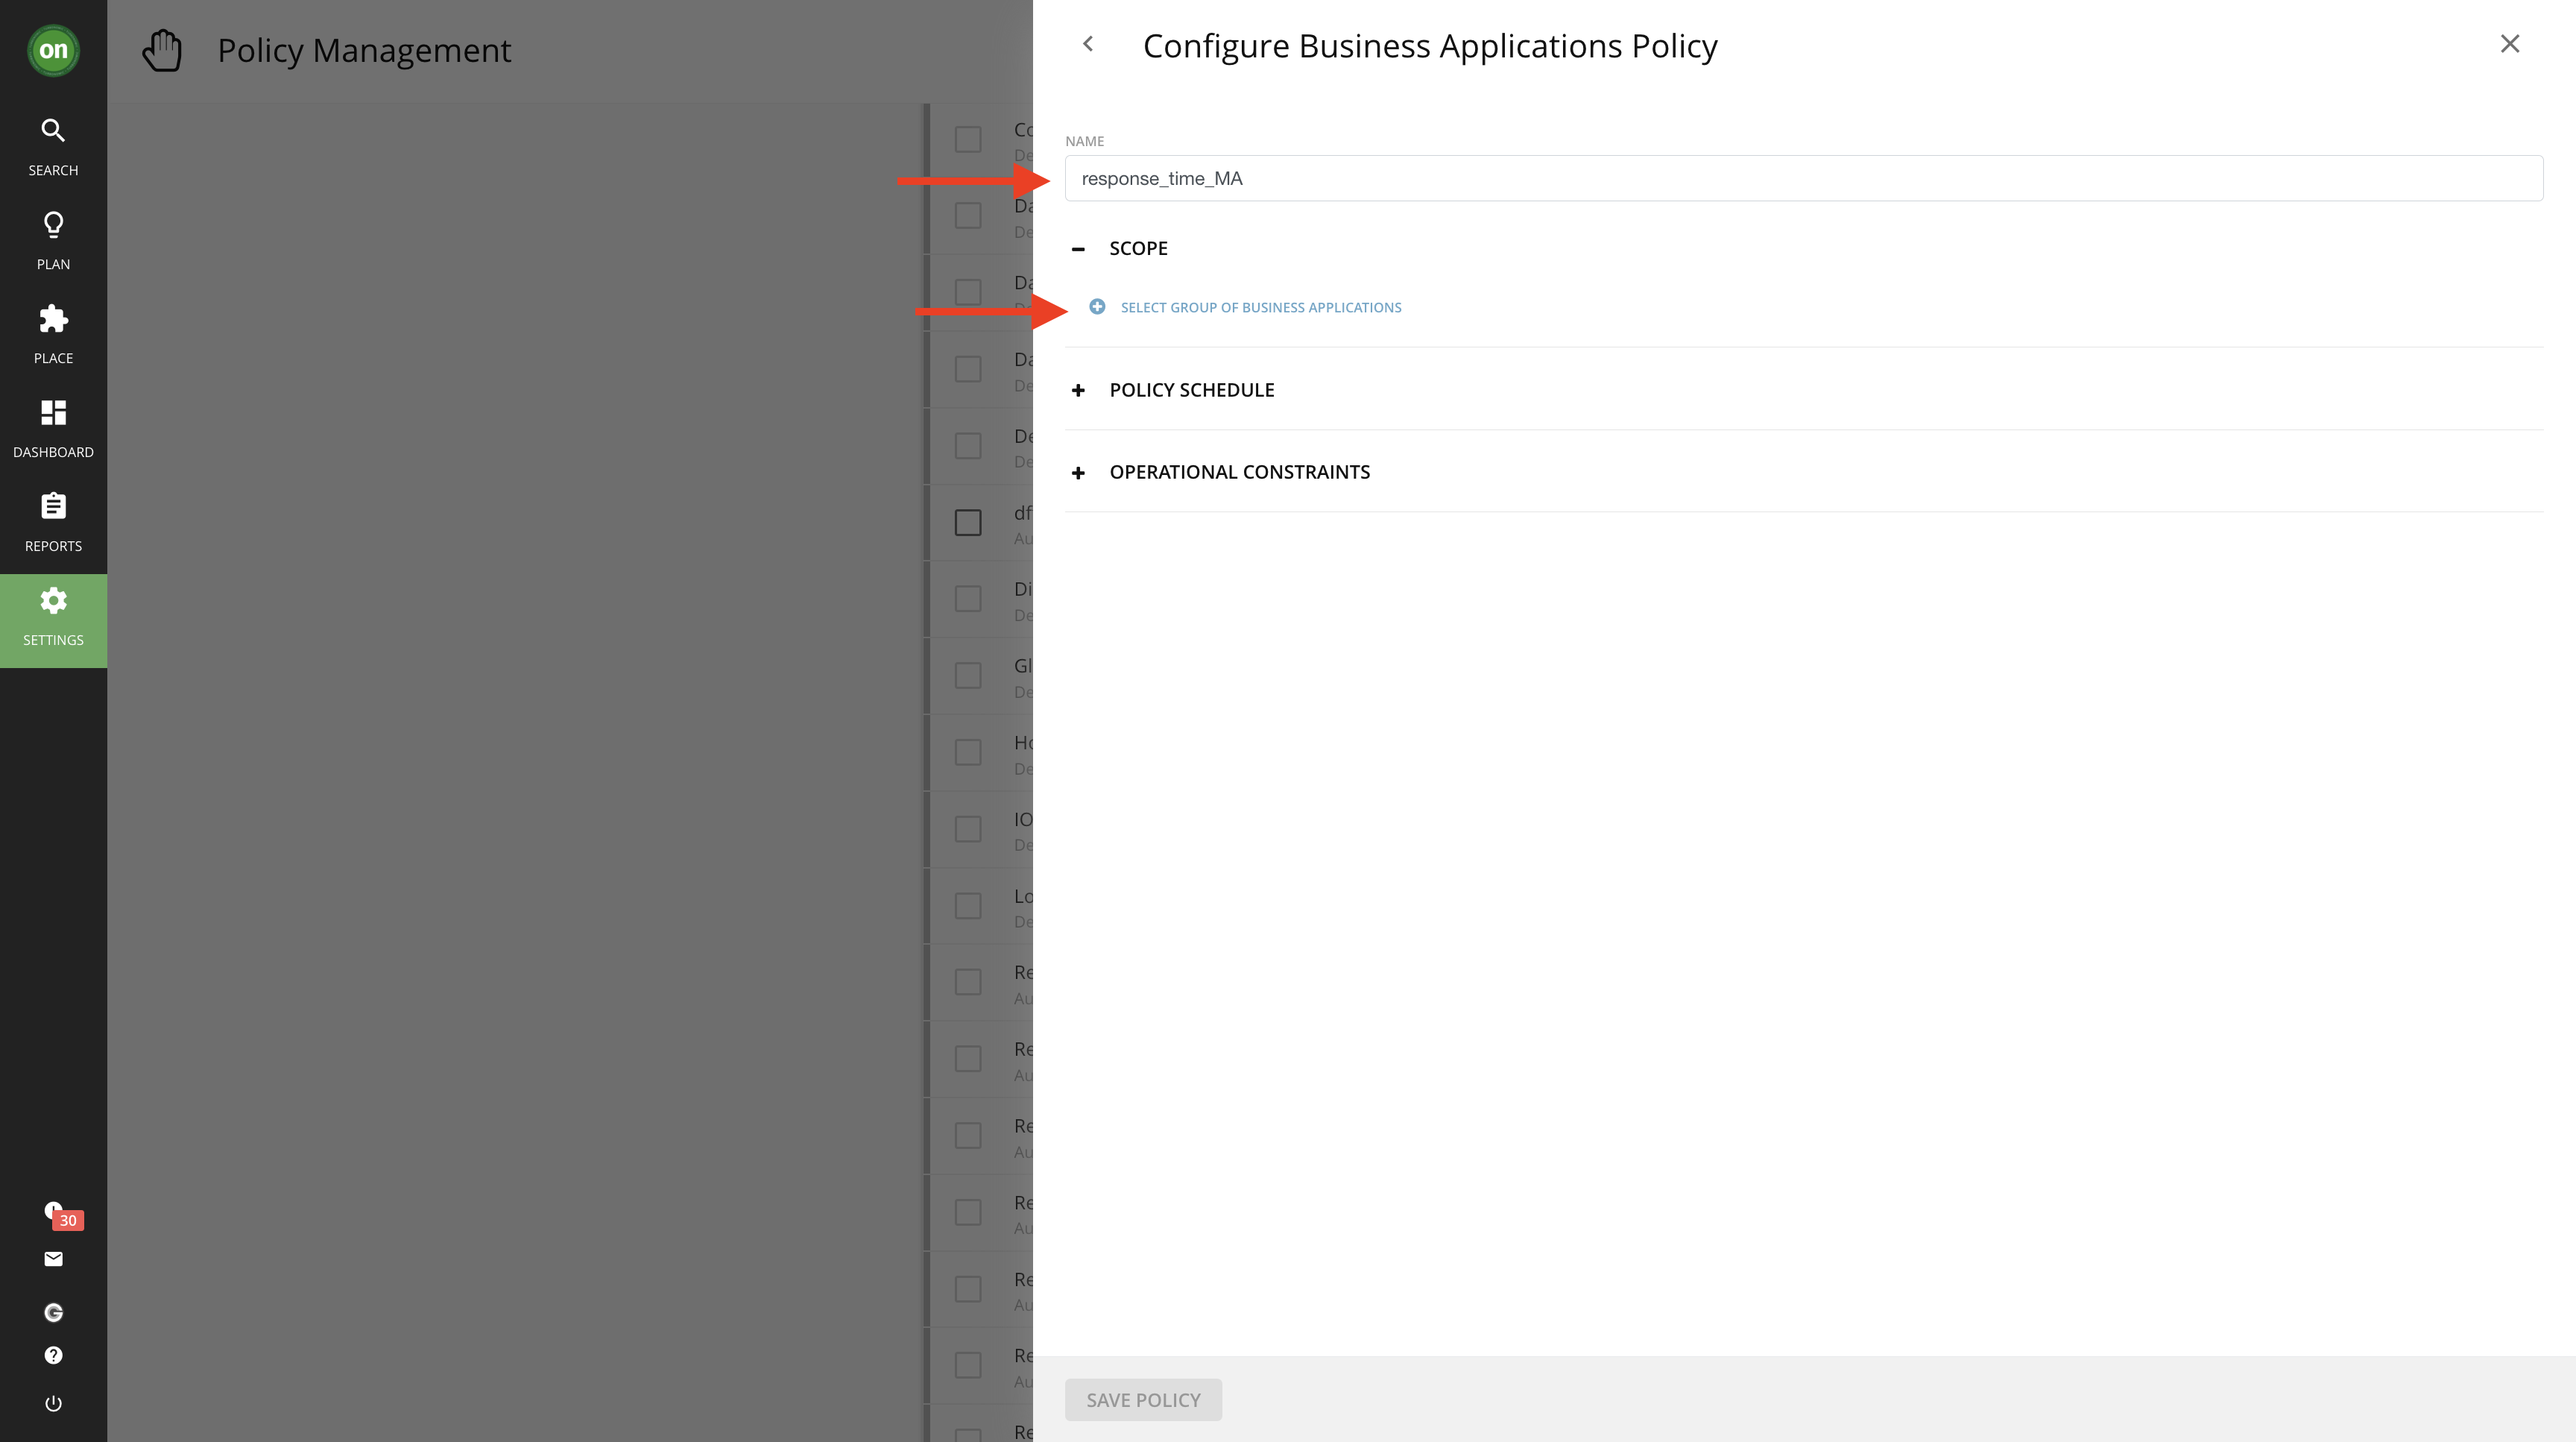 on
Policy Management
SEARCH
PLAN
PLACE
DASHBOARD
REPORTS
SETTINGS
30
Co
De
Da
De
Da
Da
De
De
De
df
Au
Di
De
Gl
De
Ho
De
IO
De
Lo
De
Re
Au
Re
Au
Re
Au
Re
Au
Re
Au
Re
Au
Re
Configure Business Applications Policy
NAME
response_time_MA
SCOPE
SELECT GROUP OF BUSINESS APPLICATIONS
POLICY SCHEDULE
OPERATIONAL CONSTRAINTS
SAVE POLICY